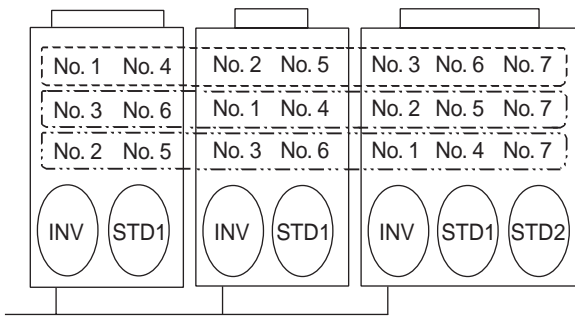 No. 1 No. 4 No. 2 No. 5 No. 3 No. 6 No. 7
No. 3 No. 6 No. 1 No. 4 No. 2 No. 5 No. 7
No. 2 No. 5 No. 3 No. 6 No. 1 No. 4 No. 7
INV STD1 INV STD1 INV STD1 STD2